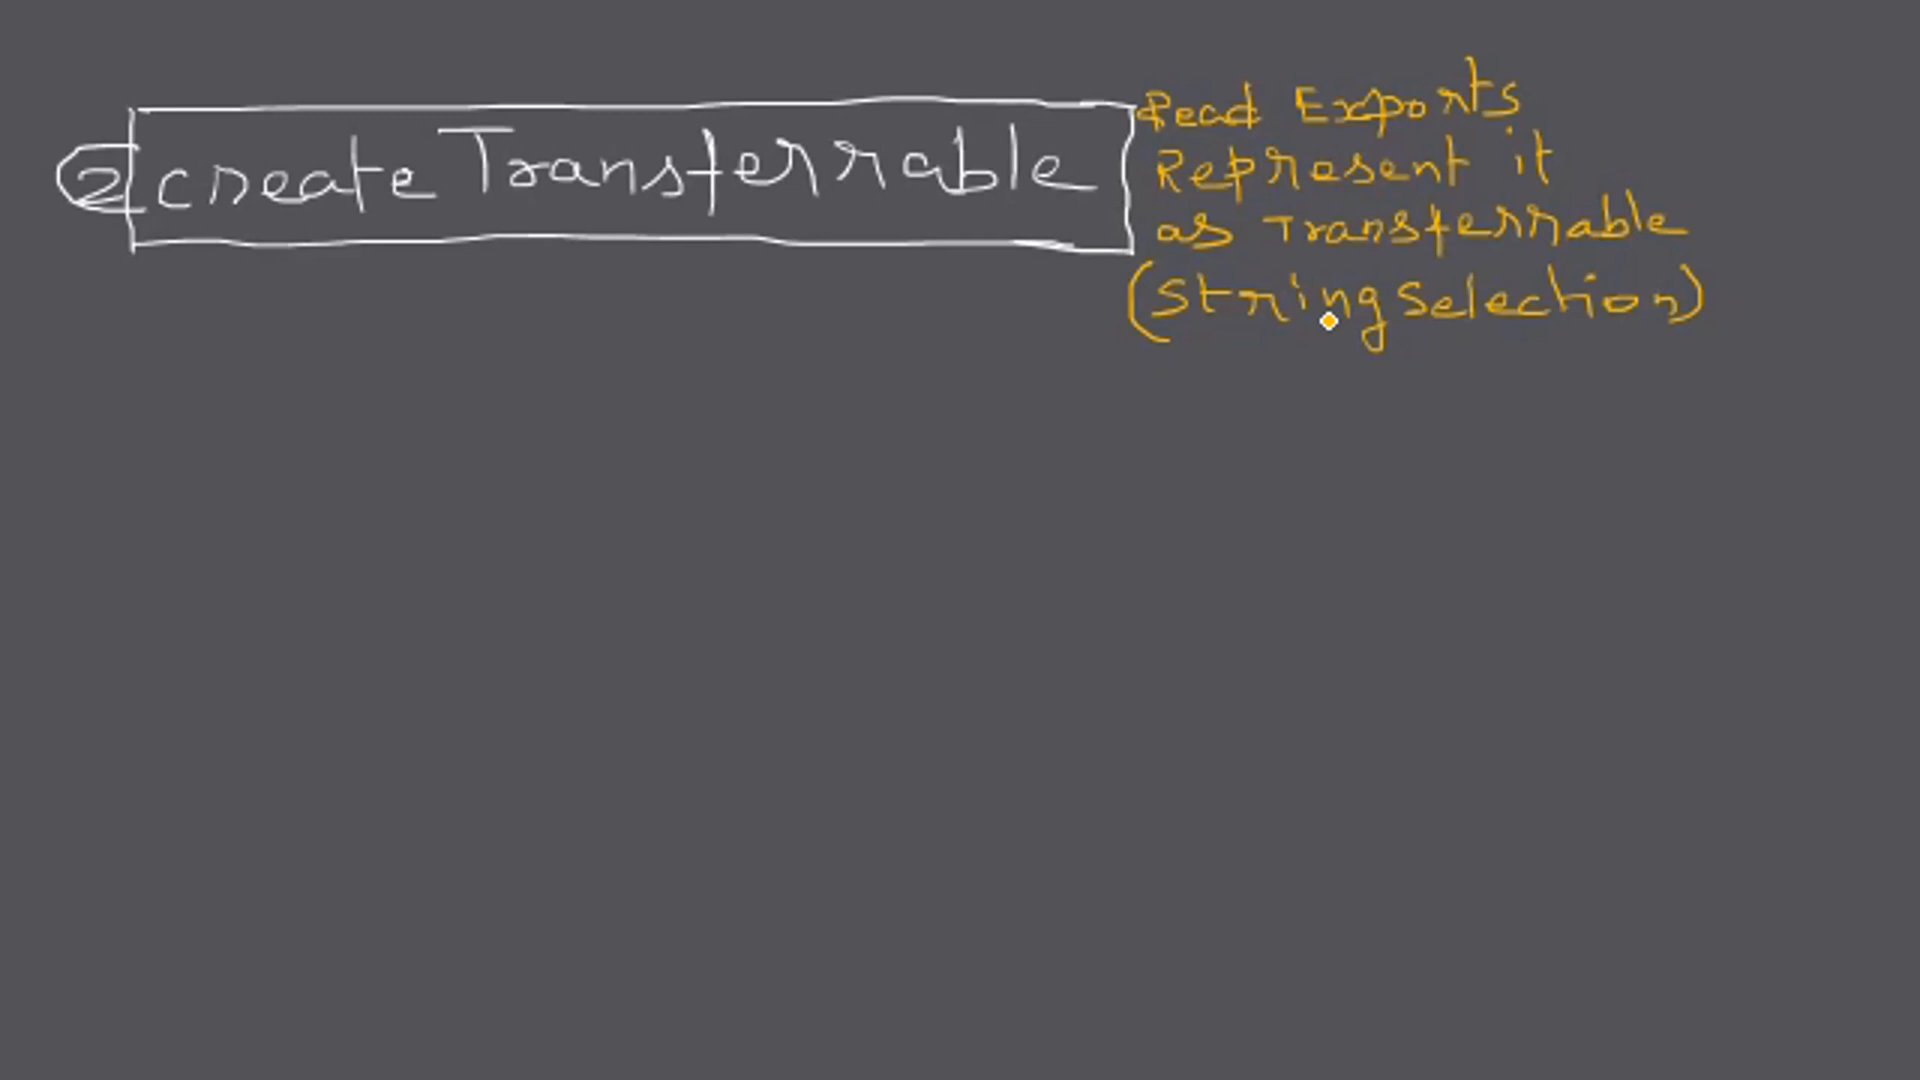 ② createTransferrable
Read Exports
Represent it
as Transferrable
(StringSelection)